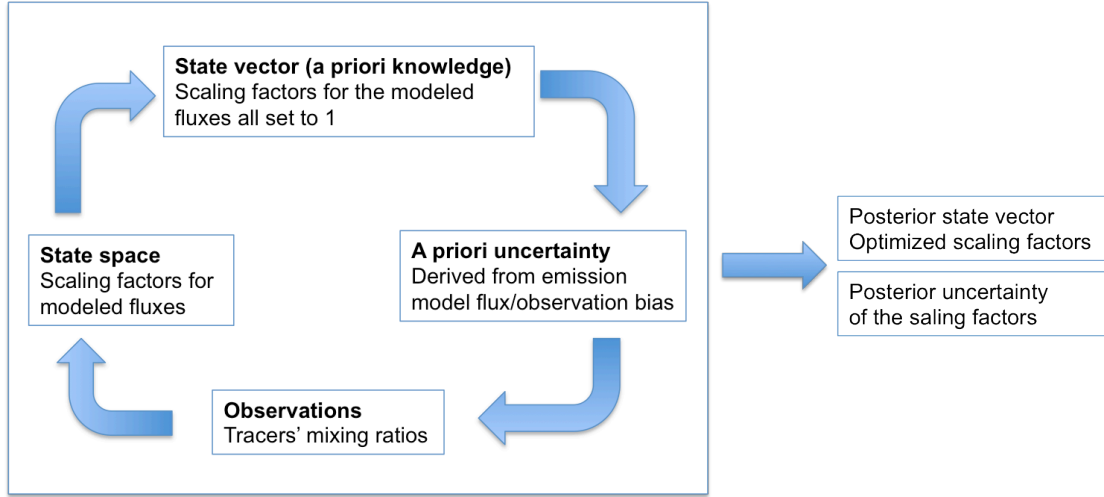 State vector (a priori knowledge)
Scaling factors for the modeled
fluxes all set to 1
A priori uncertainty
Derived from emission
model flux/observation bias
Observations
Tracers’ mixing ratios
State space
Scaling factors for
modeled fluxes
Posterior state vector
Optimized scaling factors
Posterior uncertainty
of the saling factors